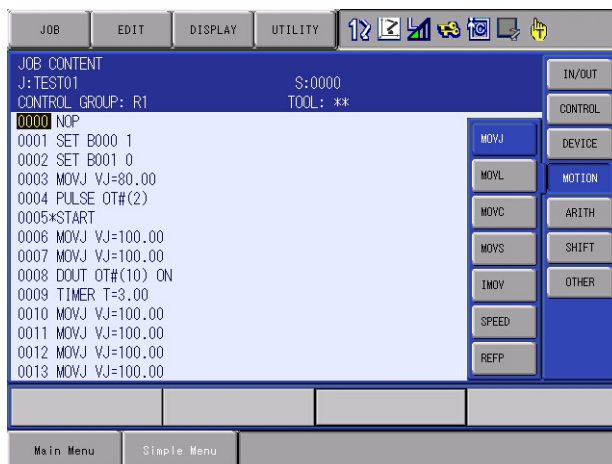 JOB EDIT DISPLAY UTILITY
JOB CONTENT
J:TEST01 S:0000
CONTROL GROUP: R1 TOOL: **
0000 NOP
0001 SET B000 1
0002 SET B001 0
0003 MOVJ VJ=80.00
0004 PULSE OT#(2)
0005*START
0006 MOVJ VJ=100.00
0007 MOVJ VJ=100.00
0008 DOUT OT#(10) ON
0009 TIMER T=3.00
0010 MOVJ VJ=100.00
0011 MOVJ VJ=100.00
0012 MOVJ VJ=100.00
0013 MOVJ VJ=100.00
MOVJ
MOVL
MOVC
MOVS
IMOV
SPEED
REFP
IN/OUT
CONTROL
DEVICE
MOTION
ARITH
SHIFT
OTHER
Main Menu Simple Menu